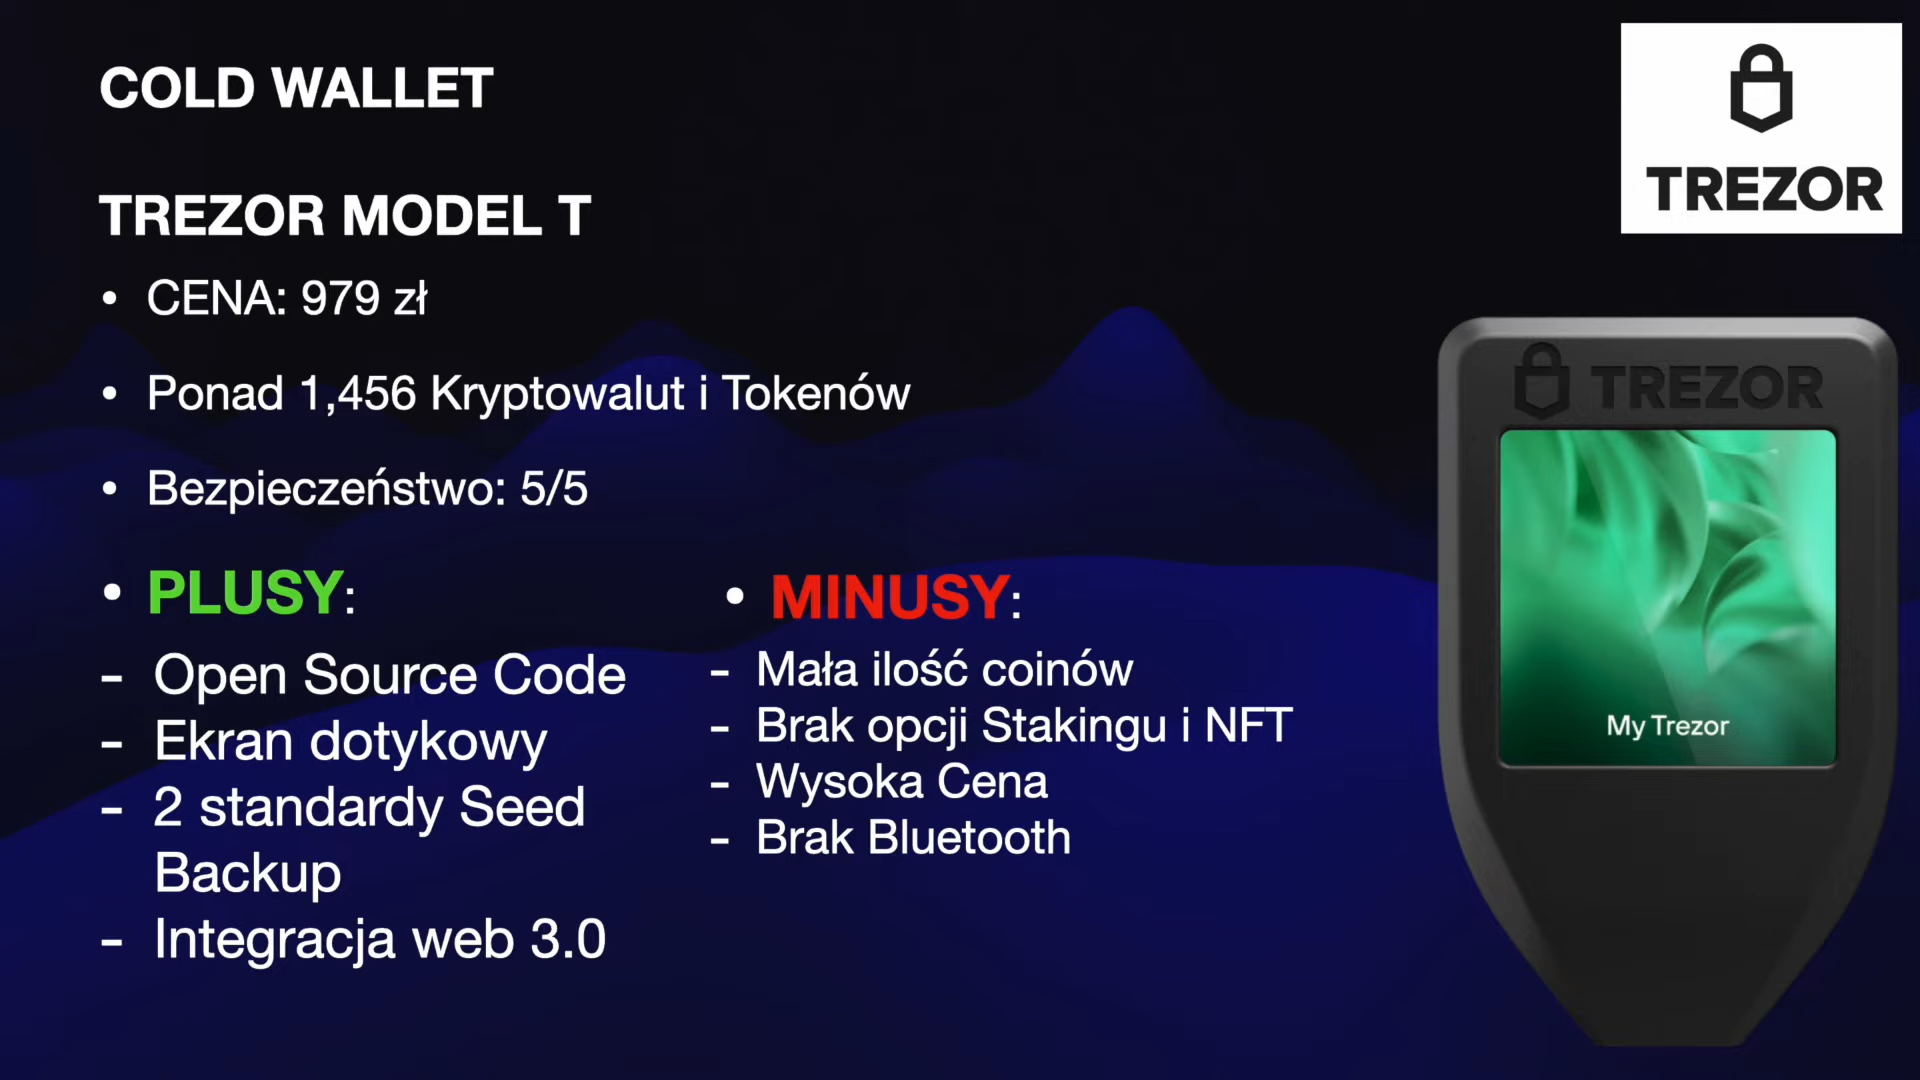 COLD WALLET
TREZOR
TREZOR MODEL T
• CENA: 979 zł
• Ponad 1,456 Kryptowalut i Tokenów
• Bezpieczeństwo: 5/5
• PLUSY:
- Open Source Code
- Ekran dotykowy
- 2 standardy Seed
Backup
- Integracja web 3.0
• MINUSY:
- Mała ilość coinów
- Brak opcji Stakingu i NFT
- Wysoka Cena
- Brak Bluetooth
TREZOR
My Trezor